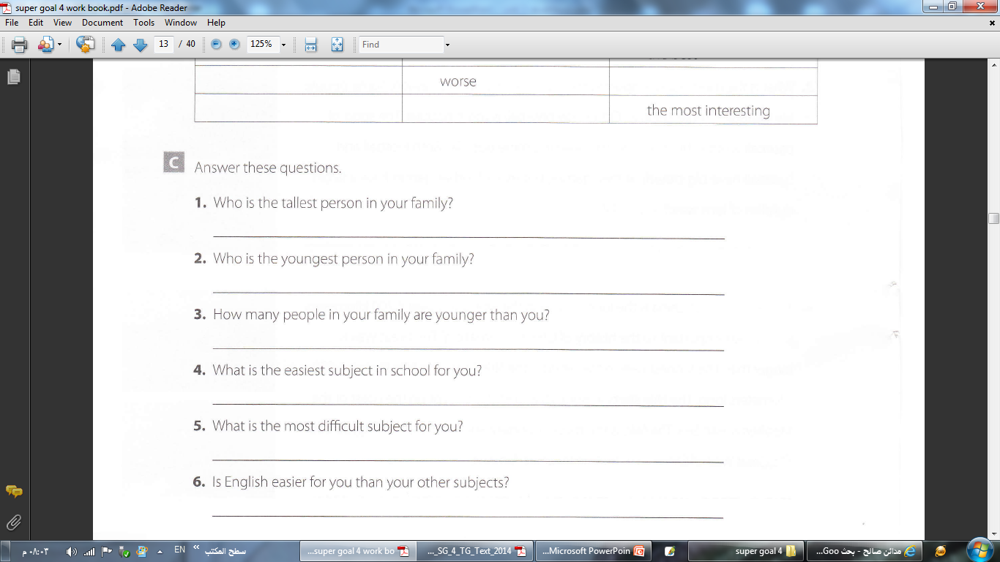 super goal 4 work book.pdf - Adobe Reader
File Edit View Document Tools Window Help
13 / 40 125% Find
worse
the most interesting
C Answer these questions.
1. Who is the tallest person in your family?
2. Who is the youngest person in your family?
3. How many people in your family are younger than you?
4. What is the easiest subject in school for you?
5. What is the most difficult subject for you?
6. Is English easier for you than your other subjects?
٠٨:٠٣ م EN سطح المكتب ...super goal 4 work bo ..._SG_4_TG_Text_2014 ...Microsoft PowerPoin super goal 4 مدائن صالح - بحث Goo...